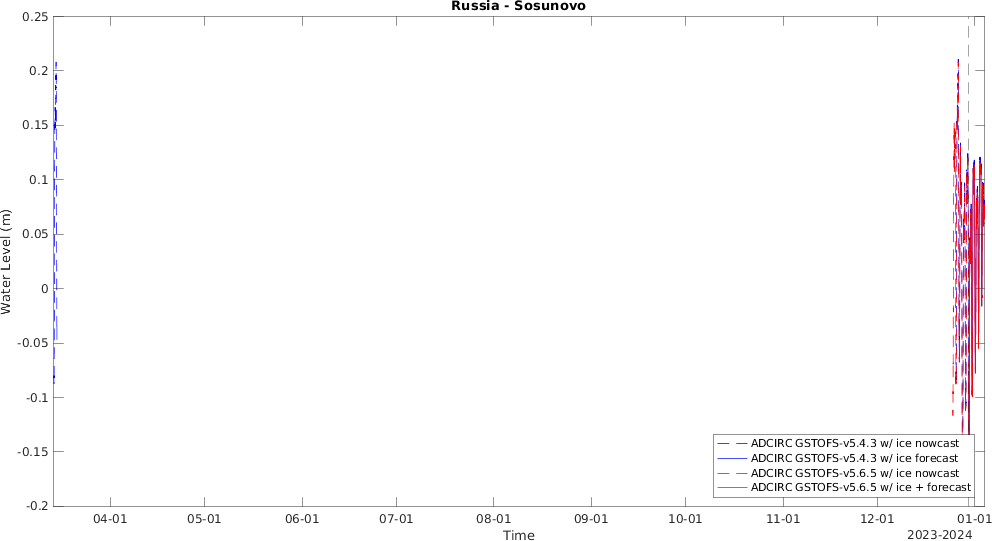 Russia - Sosunovo
0.25
0.2
0.15
0.1
0.05
0
-0.05
-0.1
-0.15
-0.2
Water Level (m)
ADCIRC GSTOFS-v5.4.3 w/ ice nowcast
ADCIRC GSTOFS-v5.4.3 w/ ice forecast
ADCIRC GSTOFS-v5.6.5 w/ ice nowcast
ADCIRC GSTOFS-v5.6.5 w/ ice + forecast
04-01 05-01 06-01 07-01 08-01 09-01 10-01 11-01 12-01 01-01
Time
2023-2024